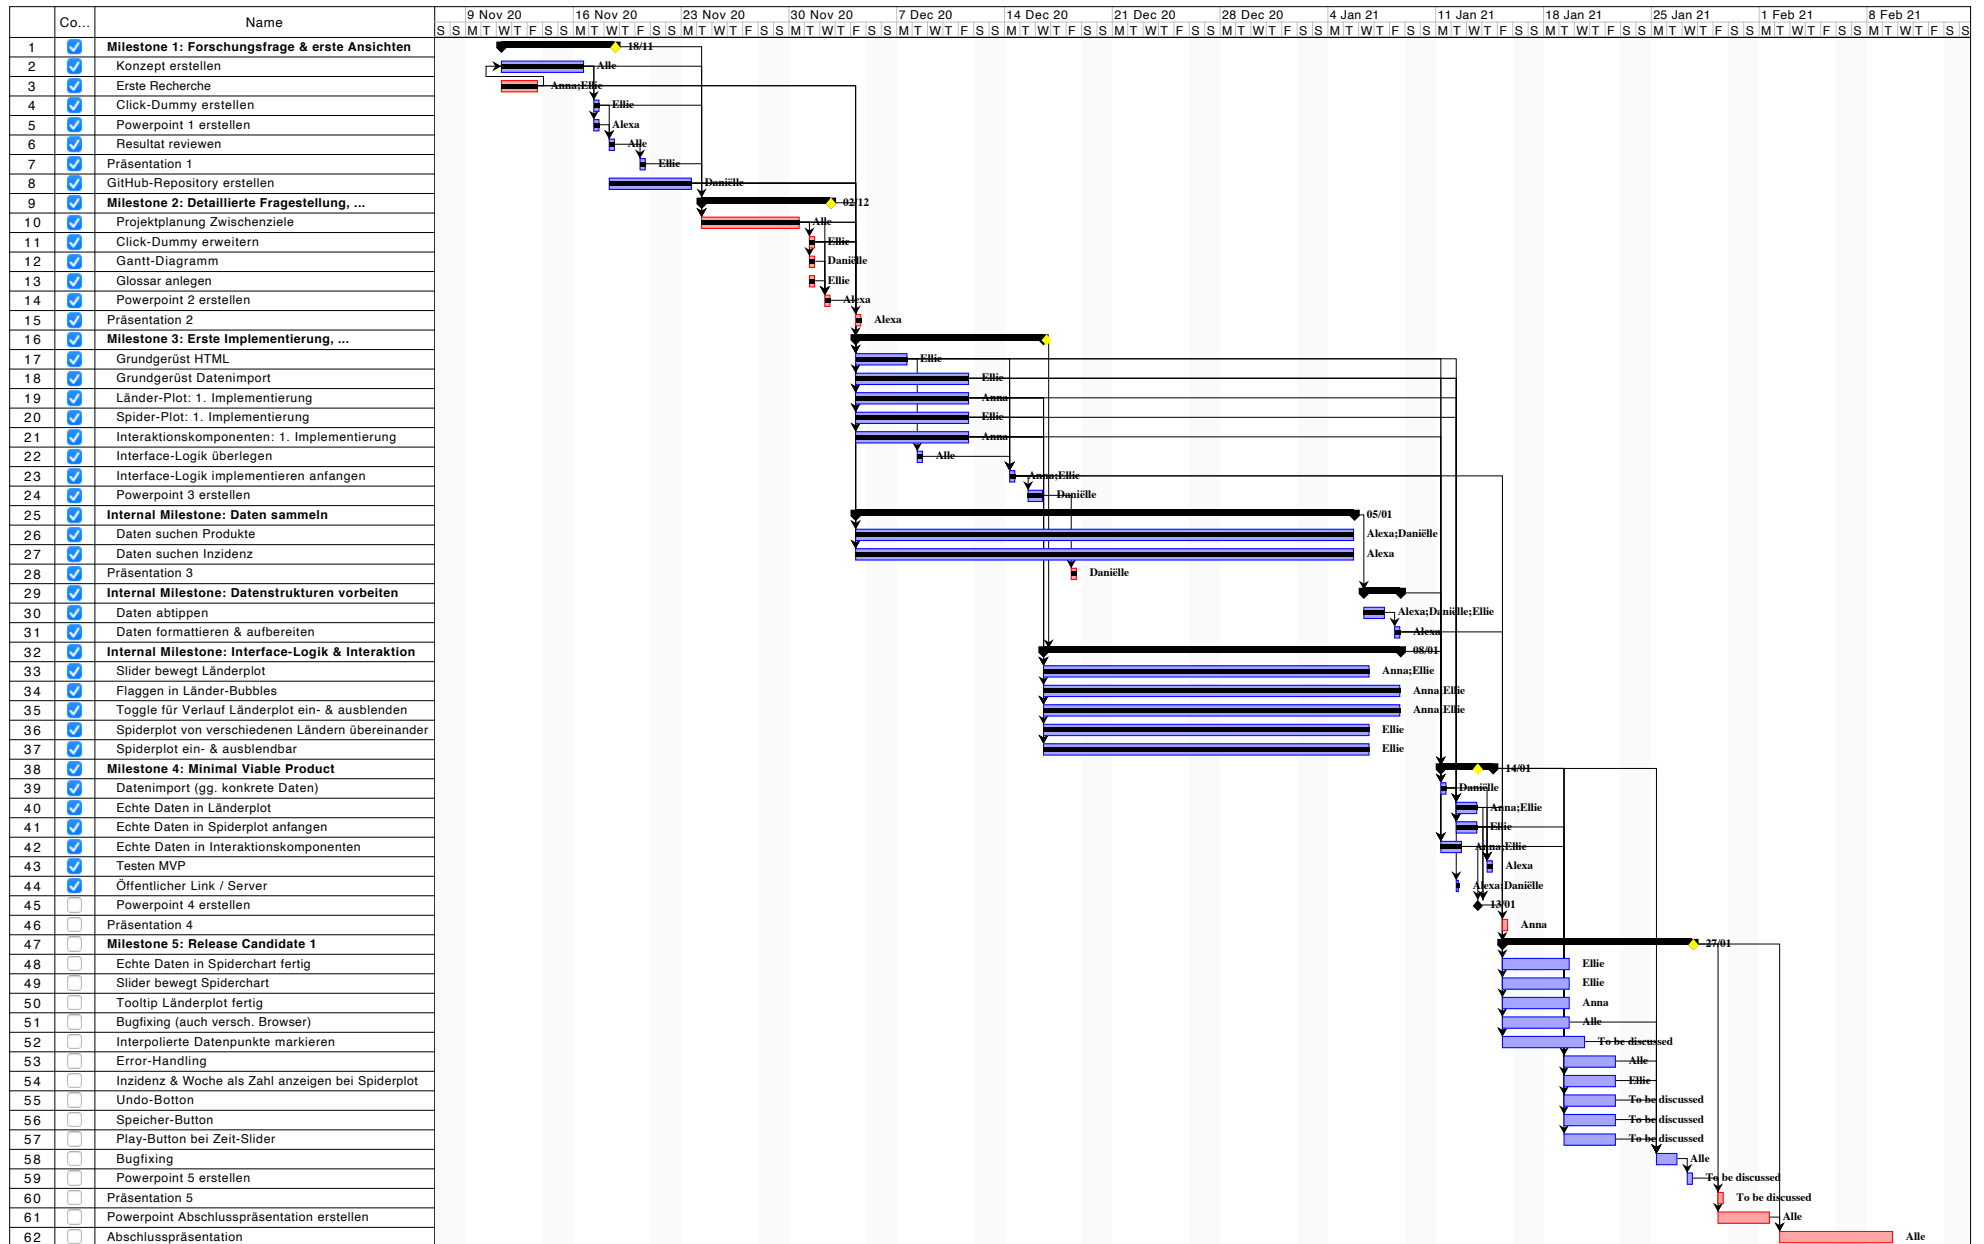 Co... Name 9 Nov 20 16 Nov 20 23 Nov 20 30 Nov 20 7 Dec 20 14 Dec 20 21 Dec 20 28 Dec 20 4 Jan 21 11 Jan 21 18 Jan 21 25 Jan 21 1 Feb 21 8 Feb 21
S S M T W T F S S M T W T F S S M T W T F S S M T W T F S S M T W T F S S M T W T F S S M T W T F S S M T W T F S S M T W T F S S M T W T F S S M T W T F S S M T W T F S S M T W T F S S M T W T F S S
1 Milestone 1: Forschungsfrage & erste Ansichten 18/11
2 Konzept erstellen Alle
3 Erste Recherche Anna;Ellie
4 Click-Dummy erstellen Ellie
5 Powerpoint 1 erstellen Alexa
6 Resultat reviewen Alle
7 Präsentation 1 Ellie
8 GitHub-Repository erstellen Daniëlle
9 Milestone 2: Detaillierte Fragestellung, ... 02/12
10 Projektplanung Zwischenziele Alle
11 Click-Dummy erweitern Ellie
12 Gantt-Diagramm Daniëlle
13 Glossar anlegen Ellie
14 Powerpoint 2 erstellen Alexa
15 Präsentation 2 Alexa
16 Milestone 3: Erste Implementierung, ...
17 Grundgerüst HTML Ellie
18 Grundgerüst Datenimport Ellie
19 Länder-Plot: 1. Implementierung Anna
20 Spider-Plot: 1. Implementierung Ellie
21 Interaktionskomponenten: 1. Implementierung Anna
22 Interface-Logik überlegen Alle
23 Interface-Logik implementieren anfangen Anna;Ellie
24 Powerpoint 3 erstellen Daniëlle
25 Internal Milestone: Daten sammeln 05/01
26 Daten suchen Produkte Alexa;Daniëlle
27 Daten suchen Inzidenz Alexa
28 Präsentation 3 Daniëlle
29 Internal Milestone: Datenstrukturen vorbeiten
30 Daten abtippen Alexa;Daniëlle;Ellie
31 Daten formattieren & aufbereiten Alexa
32 Internal Milestone: Interface-Logik & Interaktion 08/01
33 Slider bewegt Länderplot Anna;Ellie
34 Flaggen in Länder-Bubbles Anna;Ellie
35 Toggle für Verlauf Länderplot ein- & ausblenden Anna;Ellie
36 Spiderplot von verschiedenen Ländern übereinander Ellie
37 Spiderplot ein- & ausblendbar Ellie
38 Milestone 4: Minimal Viable Product 14/01
39 Datenimport (gg. konkrete Daten) Daniëlle
40 Echte Daten in Länderplot Anna;Ellie
41 Echte Daten in Spiderplot anfangen Ellie
42 Echte Daten in Interaktionskomponenten Anna;Ellie
43 Testen MVP Alexa
44 Öffentlicher Link / Server Alexa;Daniëlle
45 Powerpoint 4 erstellen 13/01
46 Präsentation 4 Anna
47 Milestone 5: Release Candidate 1 27/01
48 Echte Daten in Spiderchart fertig Ellie
49 Slider bewegt Spiderchart Ellie
50 Tooltip Länderplot fertig Anna
51 Bugfixing (auch versch. Browser) Alle
52 Interpolierte Datenpunkte markieren To be discussed
53 Error-Handling Alle
54 Inzidenz & Woche als Zahl anzeigen bei Spiderplot Ellie
55 Undo-Botton To be discussed
56 Speicher-Button To be discussed
57 Play-Button bei Zeit-Slider To be discussed
58 Bugfixing Alle
59 Powerpoint 5 erstellen To be discussed
60 Präsentation 5 To be discussed
61 Powerpoint Abschlusspräsentation erstellen Alle
62 Abschlusspräsentation Alle